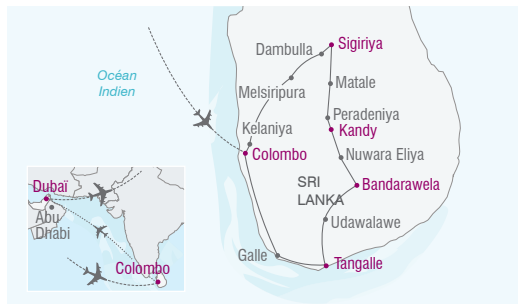 Dambulla
Sigiriya
Océan
Indien
Matale
Melsiripura
Peradeniya
Kelaniya
Kandy
Colombo
Nuwara Eliya
SRI
LANKA
Bandarawela
Dubaï
Abu
Dhabi
Udawalawe
Galle
Tangalle
Colombo